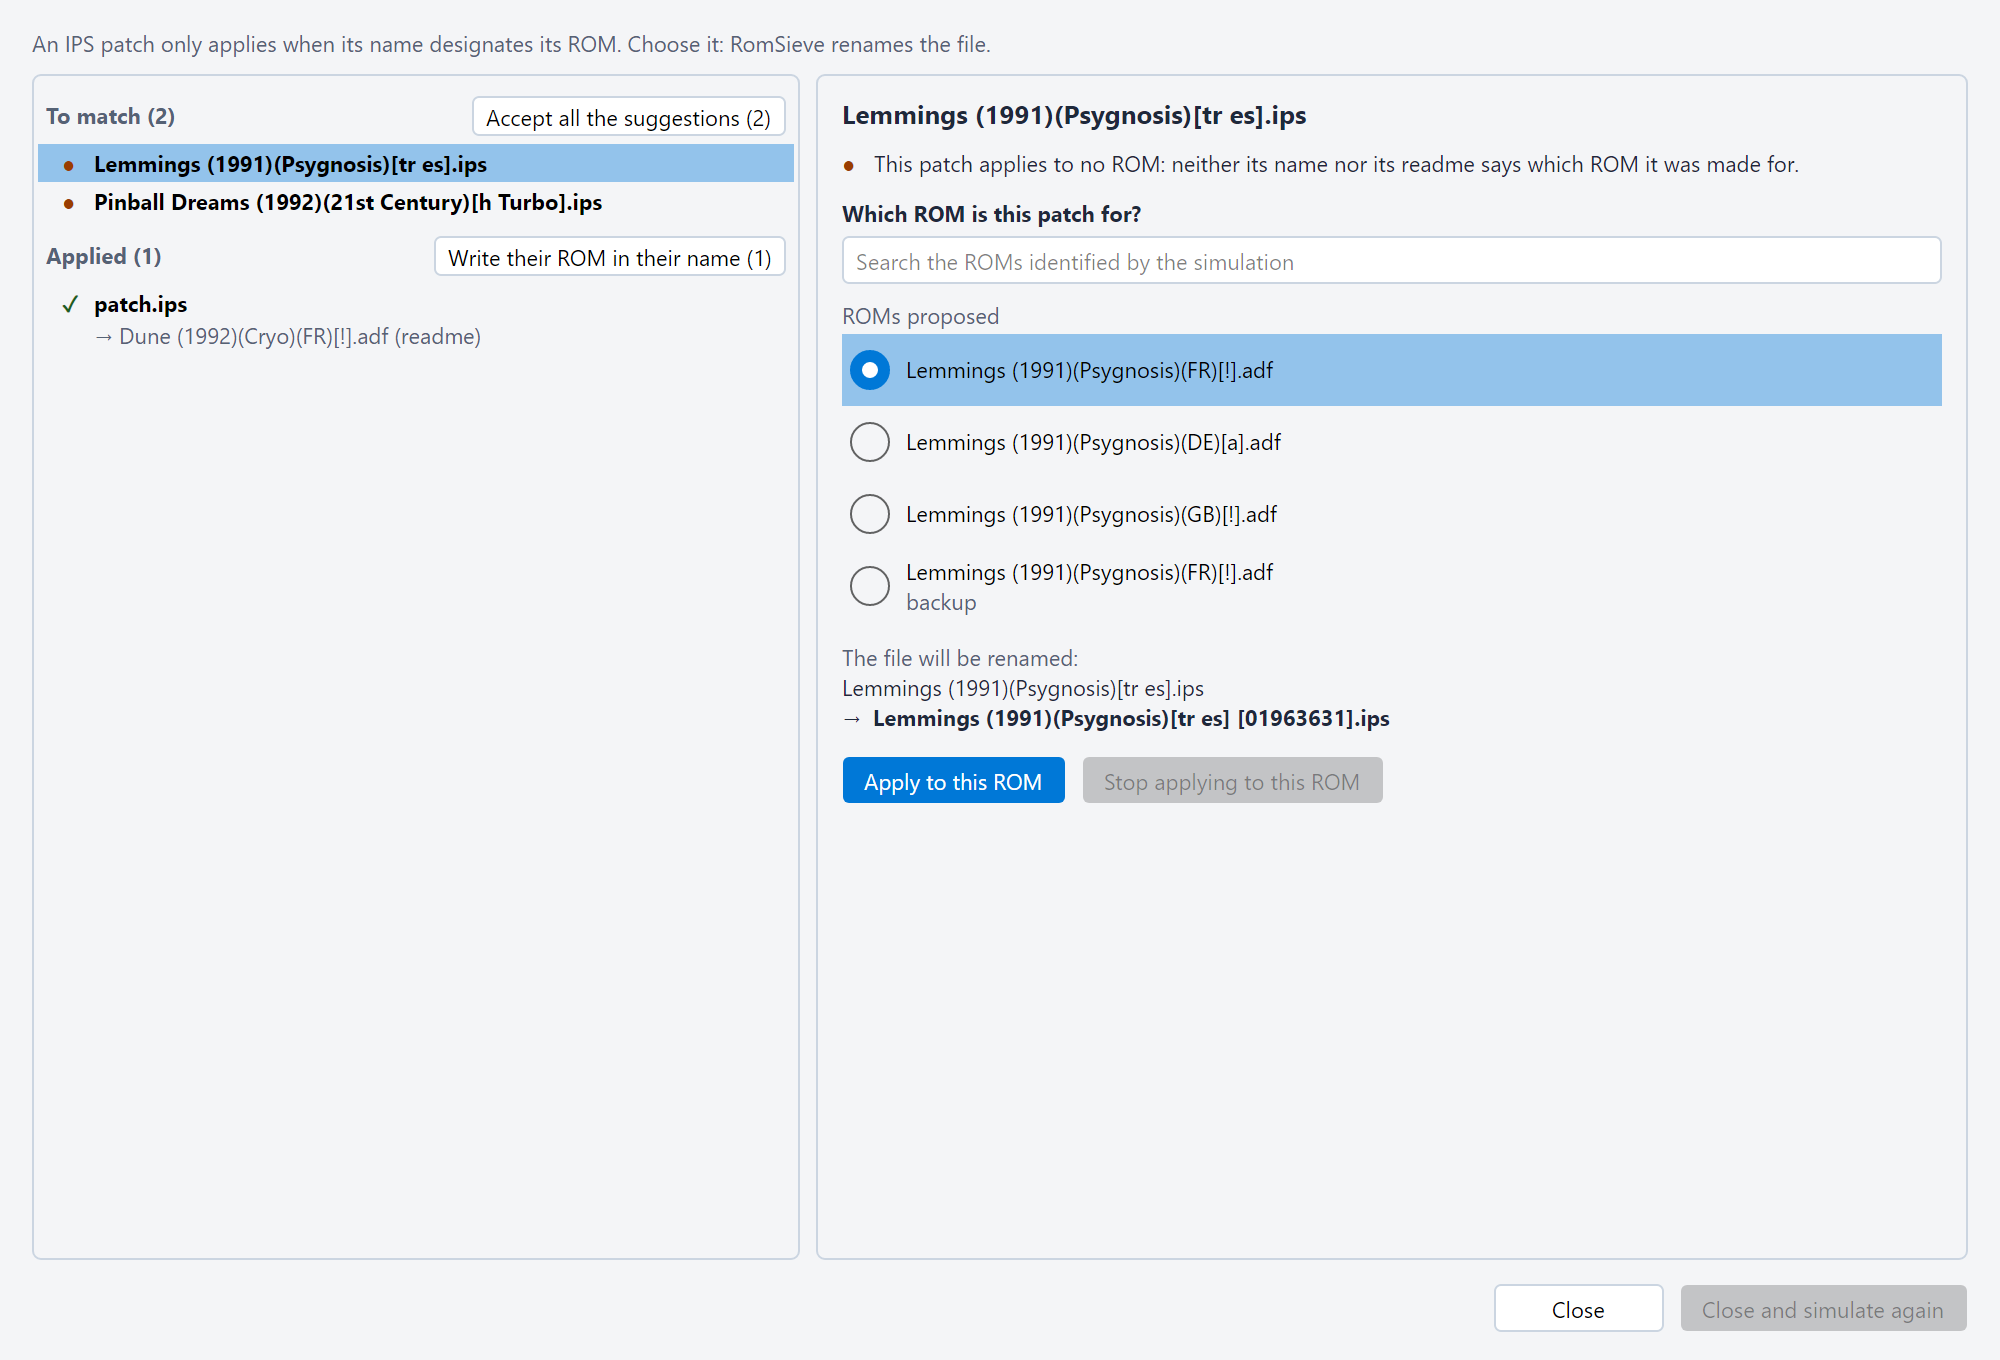 An IPS patch only applies when its name designates its ROM. Choose it: RomSieve renames the file.
To match (2)
Accept all the suggestions (2)
Lemmings (1991)(Psygnosis)[tr es].ips
Pinball Dreams (1992)(21st Century)[h Turbo].ips
Applied (1)
Write their ROM in their name (1)
✓ patch.ips
→ Dune (1992)(Cryo)(FR)[!].adf (readme)
Lemmings (1991)(Psygnosis)[tr es].ips
This patch applies to no ROM: neither its name nor its readme says which ROM it was made for.
Which ROM is this patch for?
Search the ROMs identified by the simulation
ROMs proposed
Lemmings (1991)(Psygnosis)(FR)[!].adf
Lemmings (1991)(Psygnosis)(DE)[a].adf
Lemmings (1991)(Psygnosis)(GB)[!].adf
Lemmings (1991)(Psygnosis)(FR)[!].adf
backup
The file will be renamed:
Lemmings (1991)(Psygnosis)[tr es].ips
→ Lemmings (1991)(Psygnosis)[tr es] [01963631].ips
Apply to this ROM
Stop applying to this ROM
Close
Close and simulate again